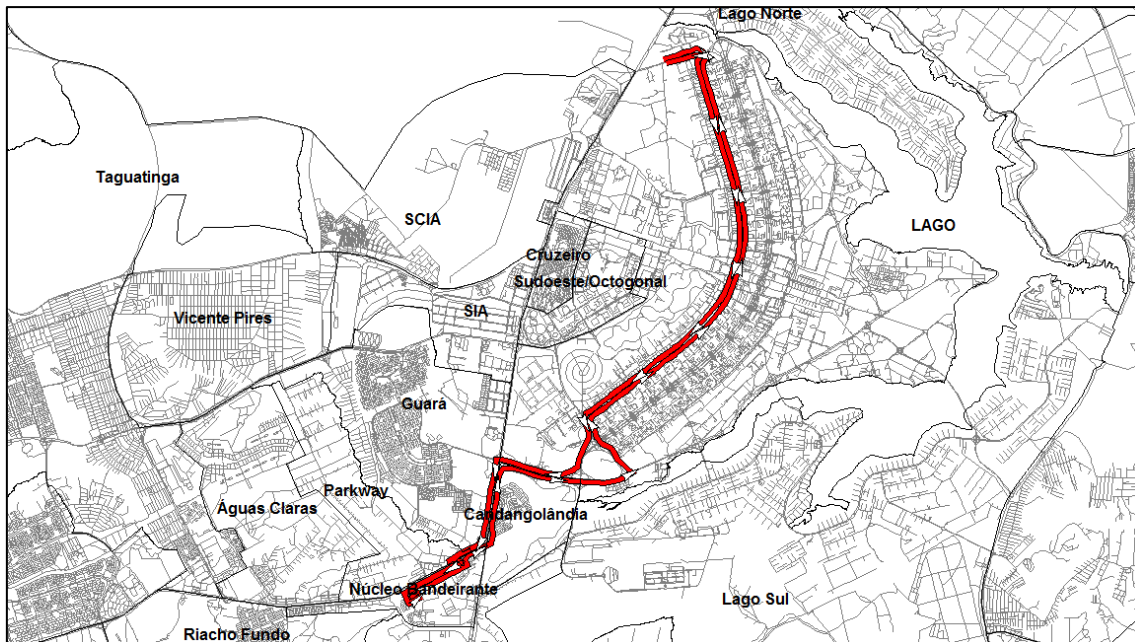 Lago Norte
Taguatinga
SCIA
LAGO
Cruzeiro
Sudoeste/Octogonal
SIA
Vicente Pires
Guará
Parkway
Águas Claras
Candangolândia
Núcleo Bandeirante
Lago Sul
Riacho Fundo